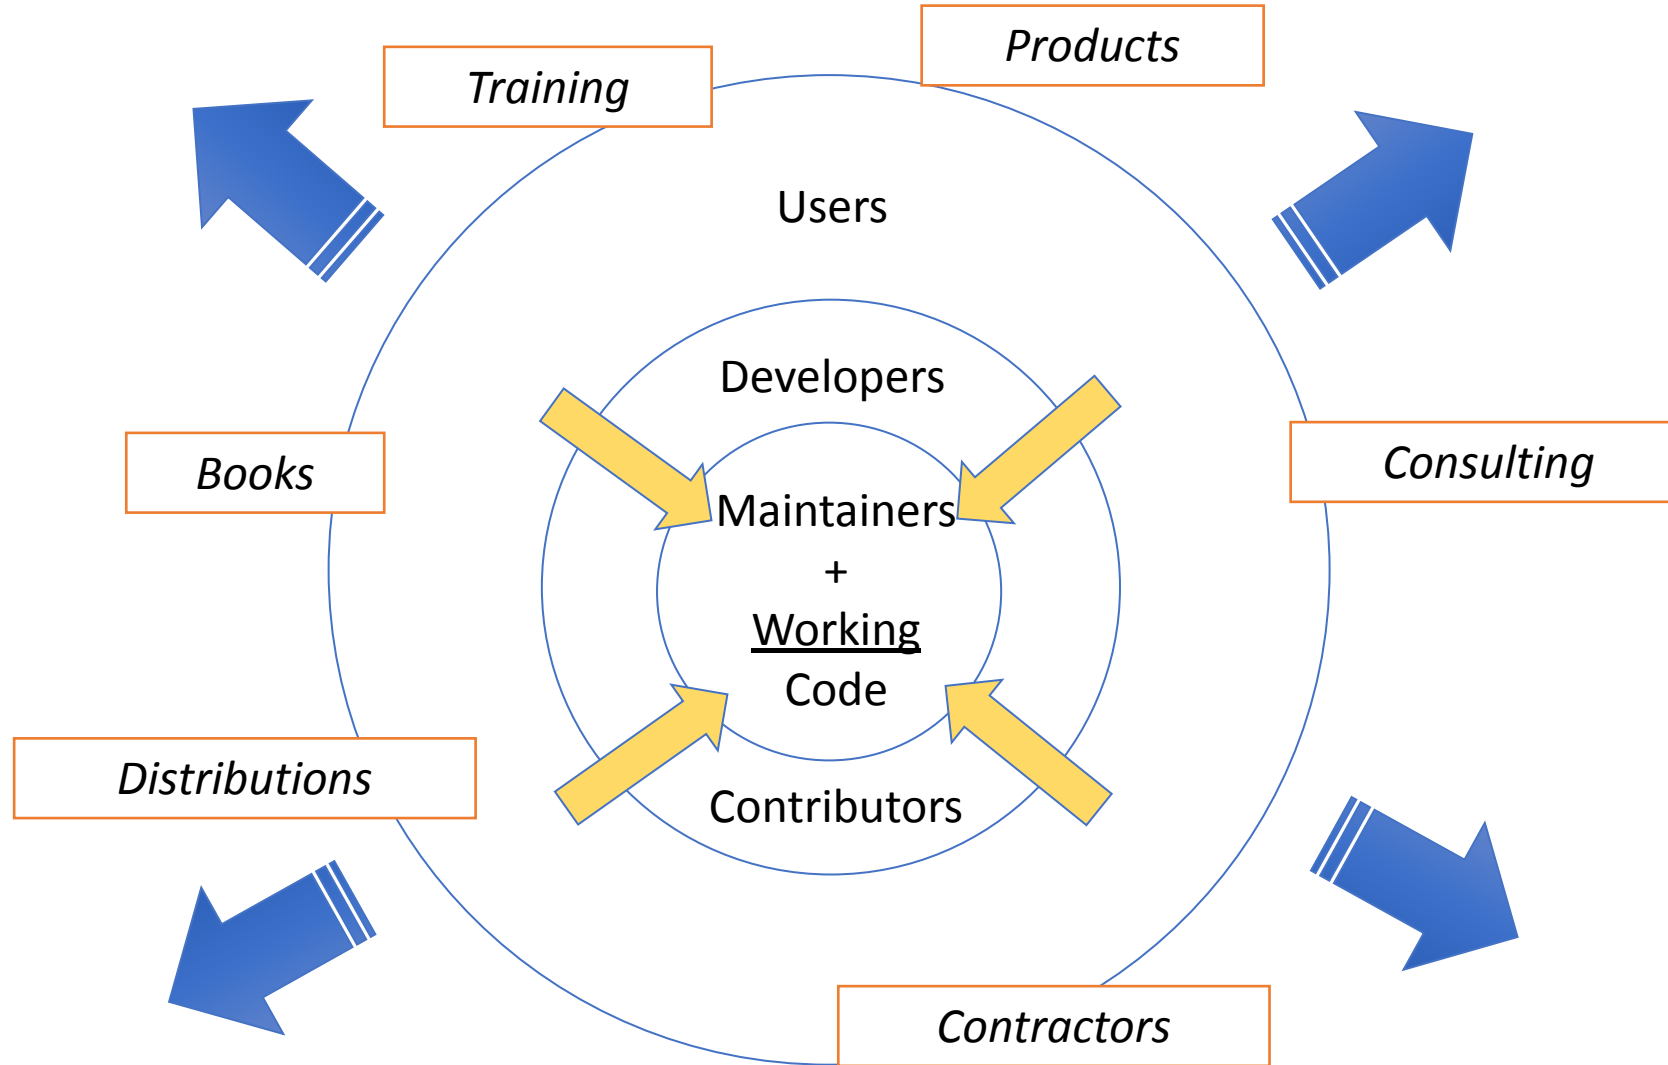 Products
Training
Users
Developers
Books
Consulting
Maintainers
+
Working
Code
Distributions
Contributors
Contractors